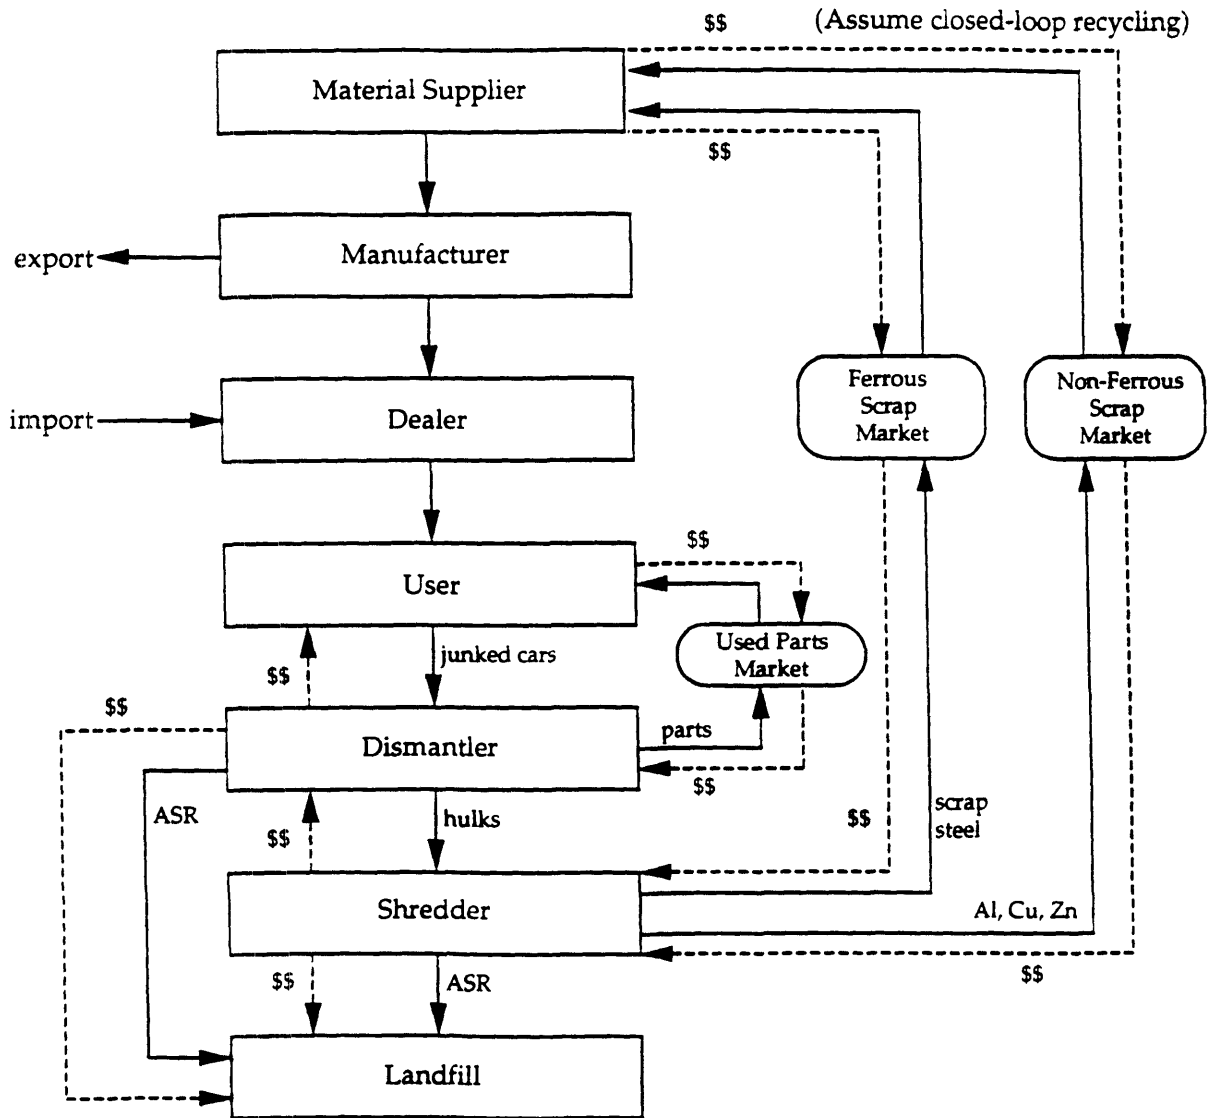 $$ (Assume closed-loop recycling)
Material Supplier
$$
export
Manufacturer
Ferrous
Scrap
Market
Non-Ferrous
Scrap
Market
import
Dealer
$$
User
Used Parts
Market
junked cars
$$
$$
Dismantler
parts
$$
ASR
hulks
$$
$$
scrap
steel
Shredder
Al, Cu, Zn
$$
ASR
$$
Landfill